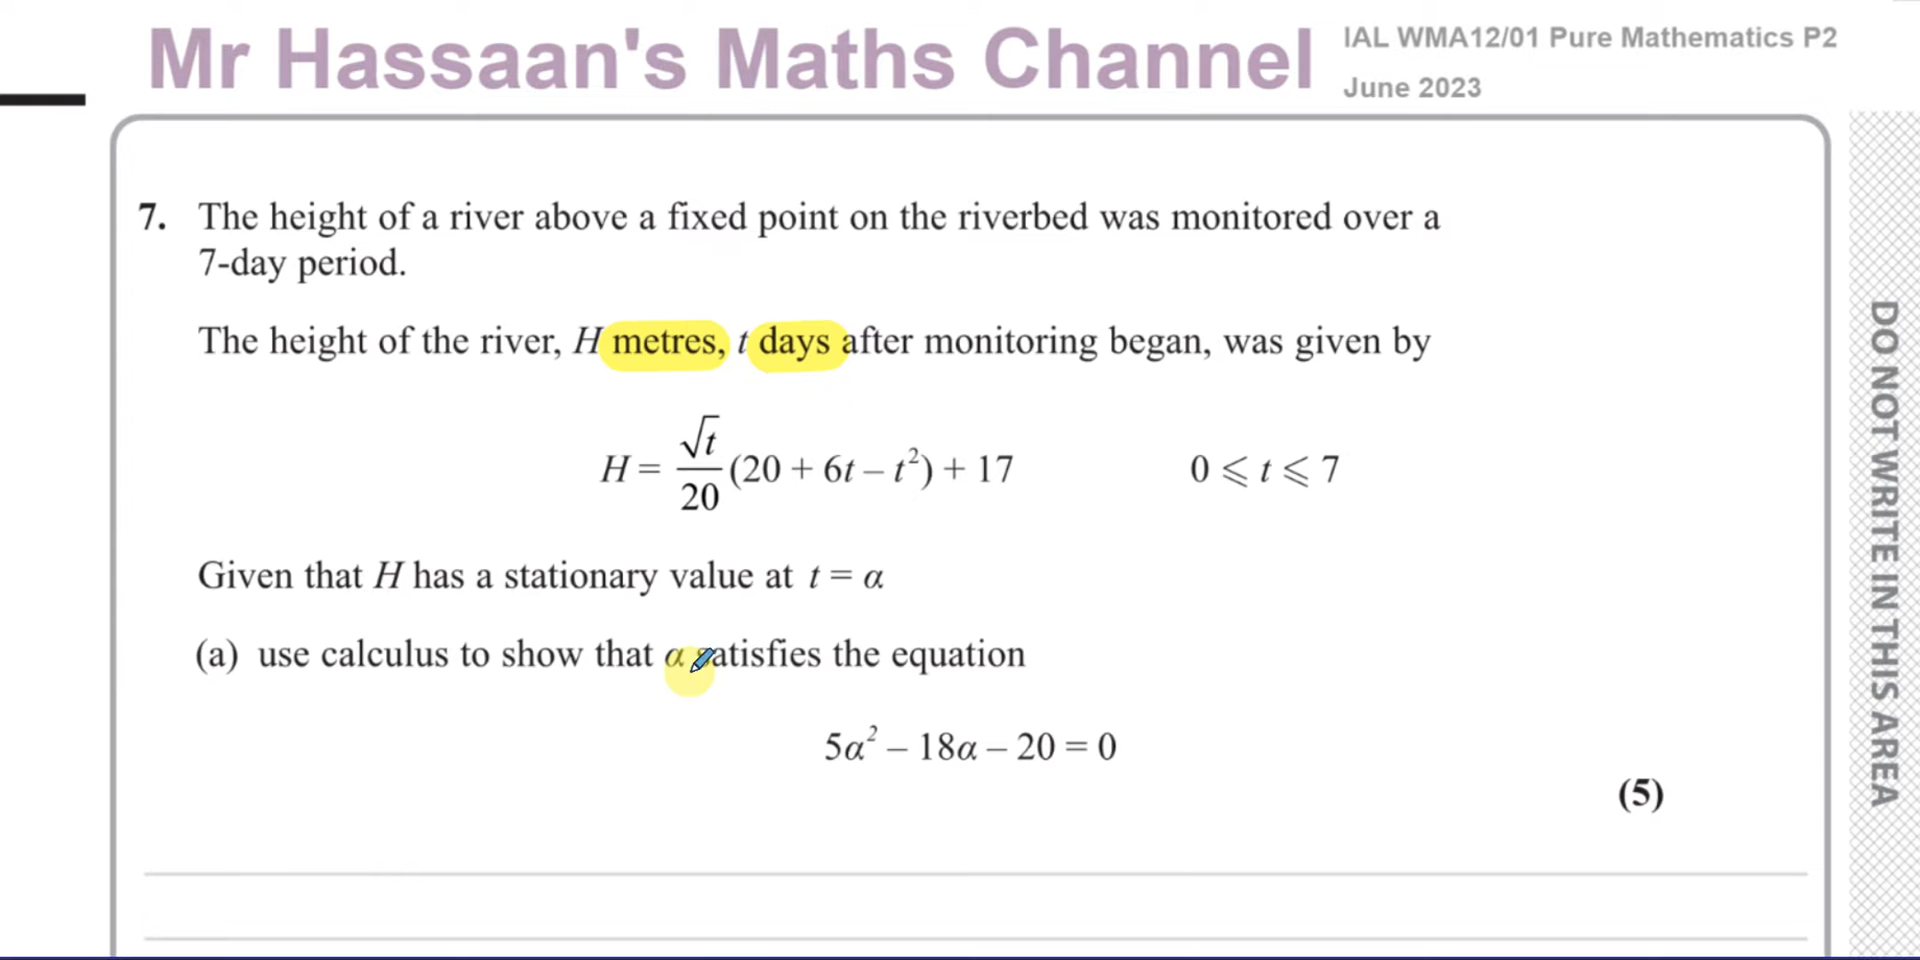 Mr Hassaan's Maths Channel
IAL WMA12/01 Pure Mathematics P2
June 2023
7. The height of a river above a fixed point on the riverbed was monitored over a
7-day period.
The height of the river, H metres, t days after monitoring began, was given by
H = √t/20 (20 + 6t – t²) + 17 0 ⩽ t ⩽ 7
Given that H has a stationary value at t = α
(a) use calculus to show that α satisfies the equation
5α² – 18α – 20 = 0
(5)
DO NOT WRITE IN THIS AREA